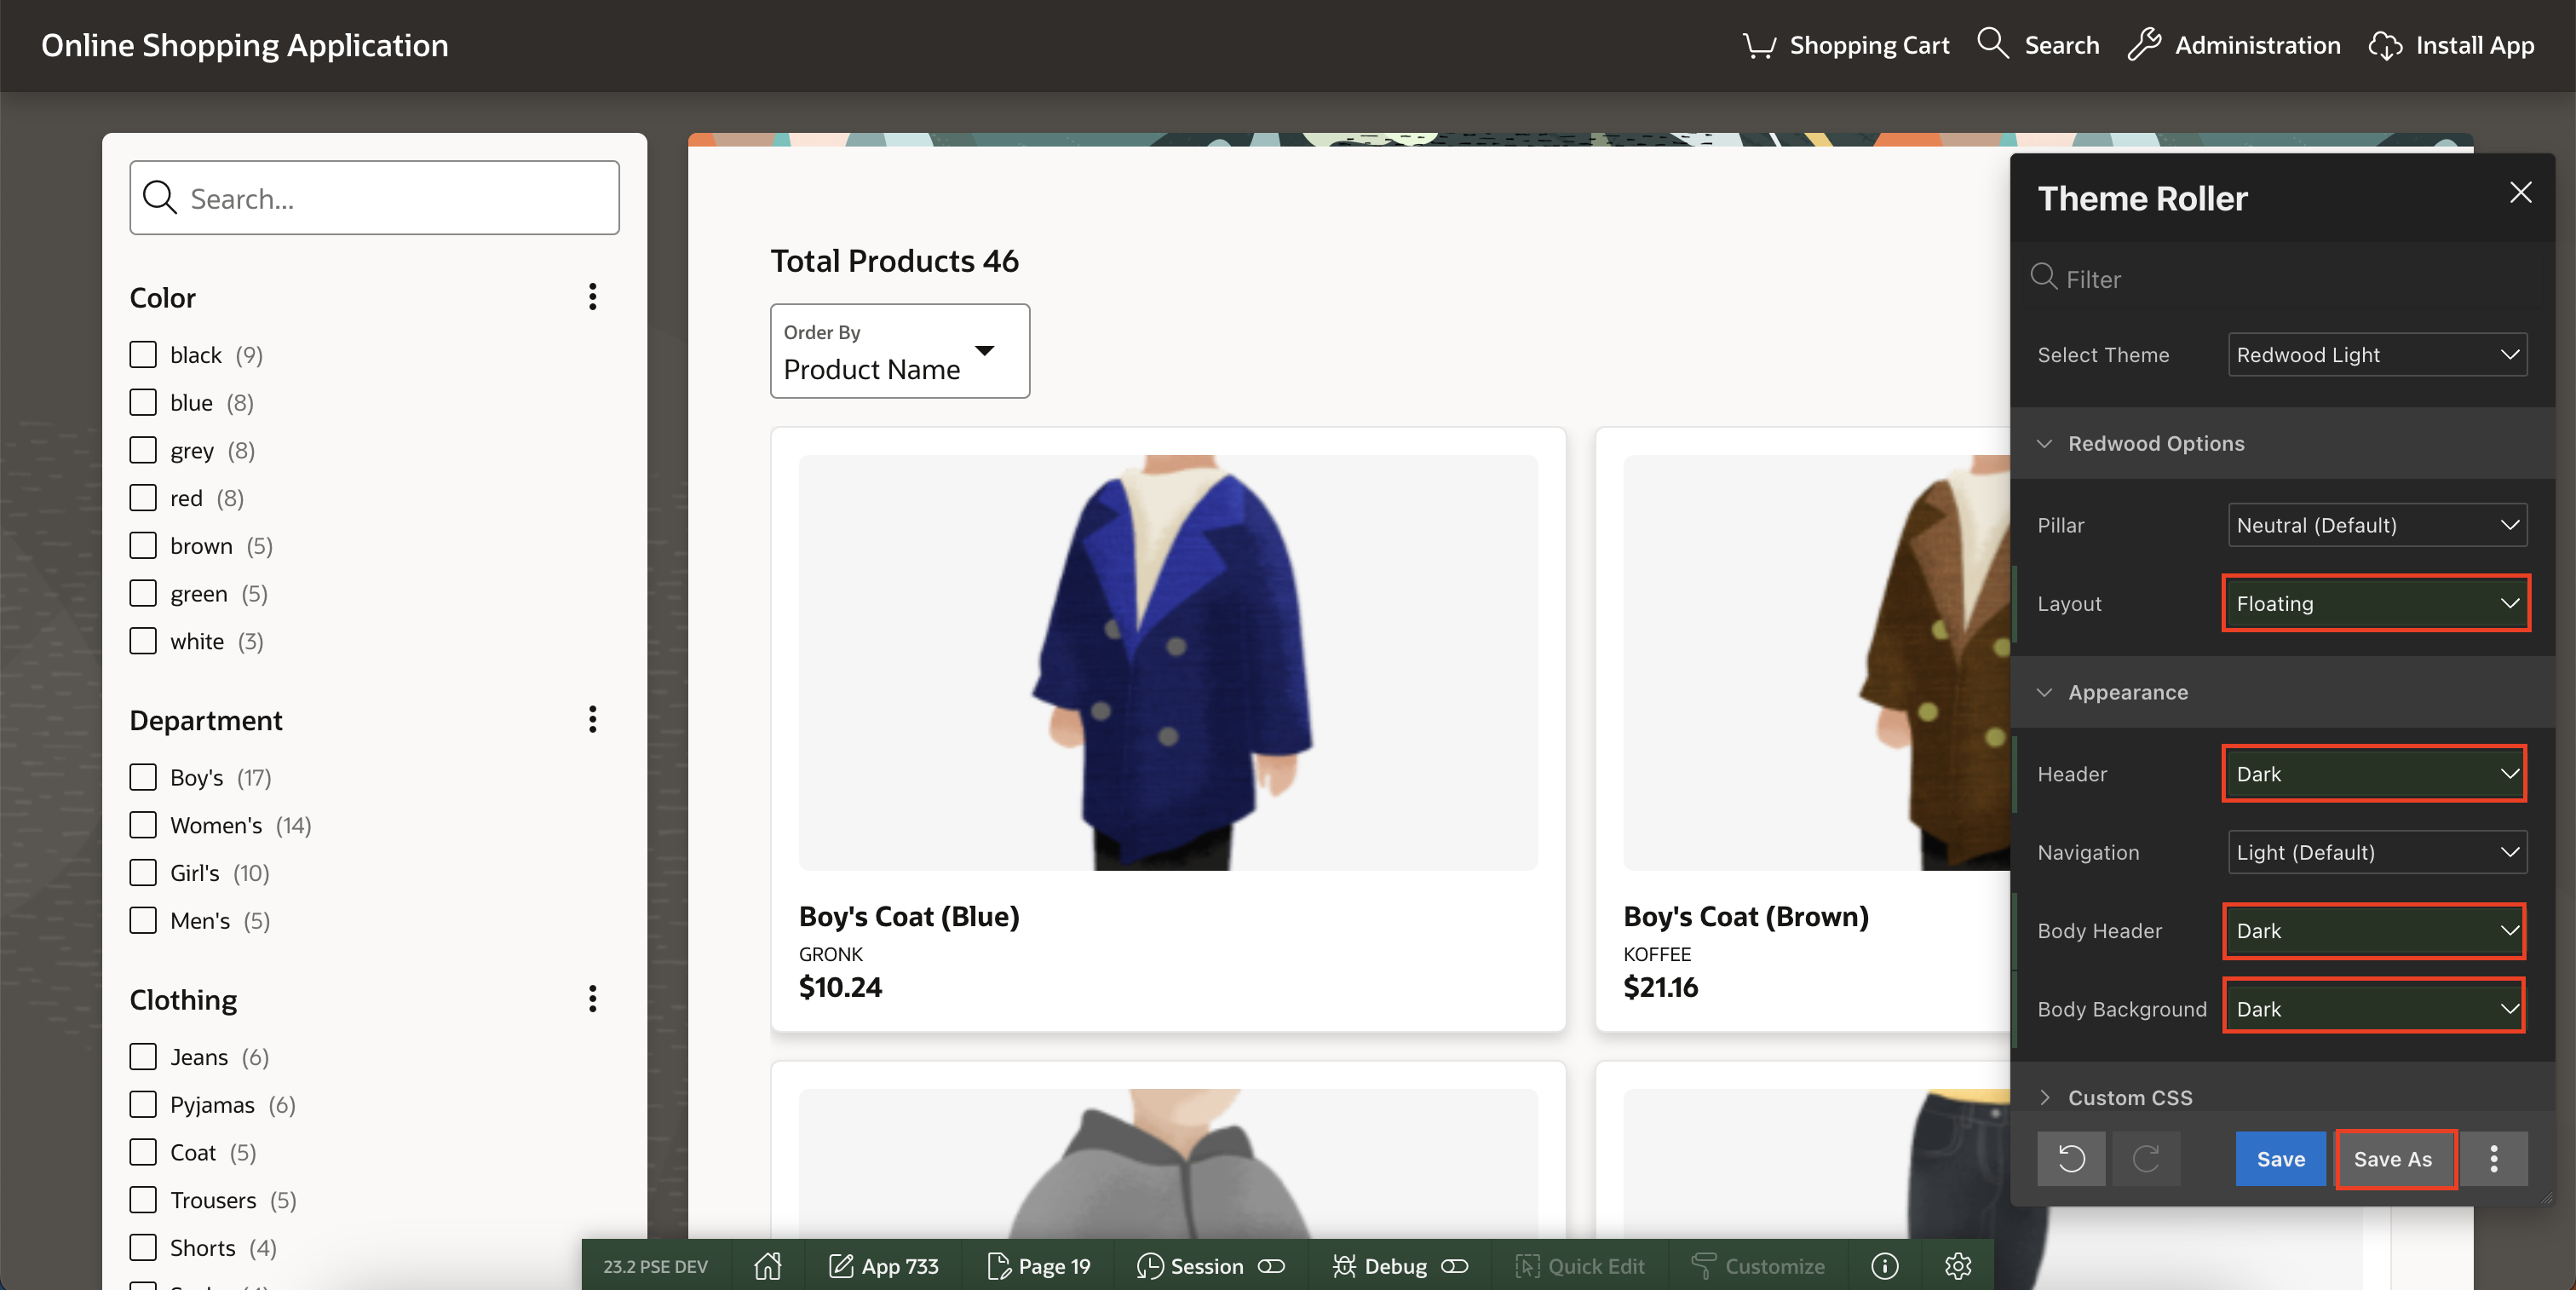 Online Shopping Application
Shopping Cart
Search
Administration
Install App
Search...
Color
black (9)
blue (8)
grey (8)
red (8)
brown (5)
green (5)
white (3)
Department
Boy's (17)
Women's (14)
Girl's (10)
Men's (5)
Clothing
Jeans (6)
Pyjamas (6)
Coat (5)
Trousers (5)
Shorts (4)
Total Products 46
Order By
Product Name
Boy's Coat (Blue)
GRONK
$10.24
Boy's Coat (Brown)
KOFFEE
$21.16
Theme Roller
Filter
Select Theme Redwood Light
Redwood Options
Pillar Neutral (Default)
Layout Floating
Appearance
Header Dark
Navigation Light (Default)
Body Header Dark
Body Background Dark
Custom CSS
Save Save As
23.2 PSE DEV App 733 Page 19 Session Debug Quick Edit Customize